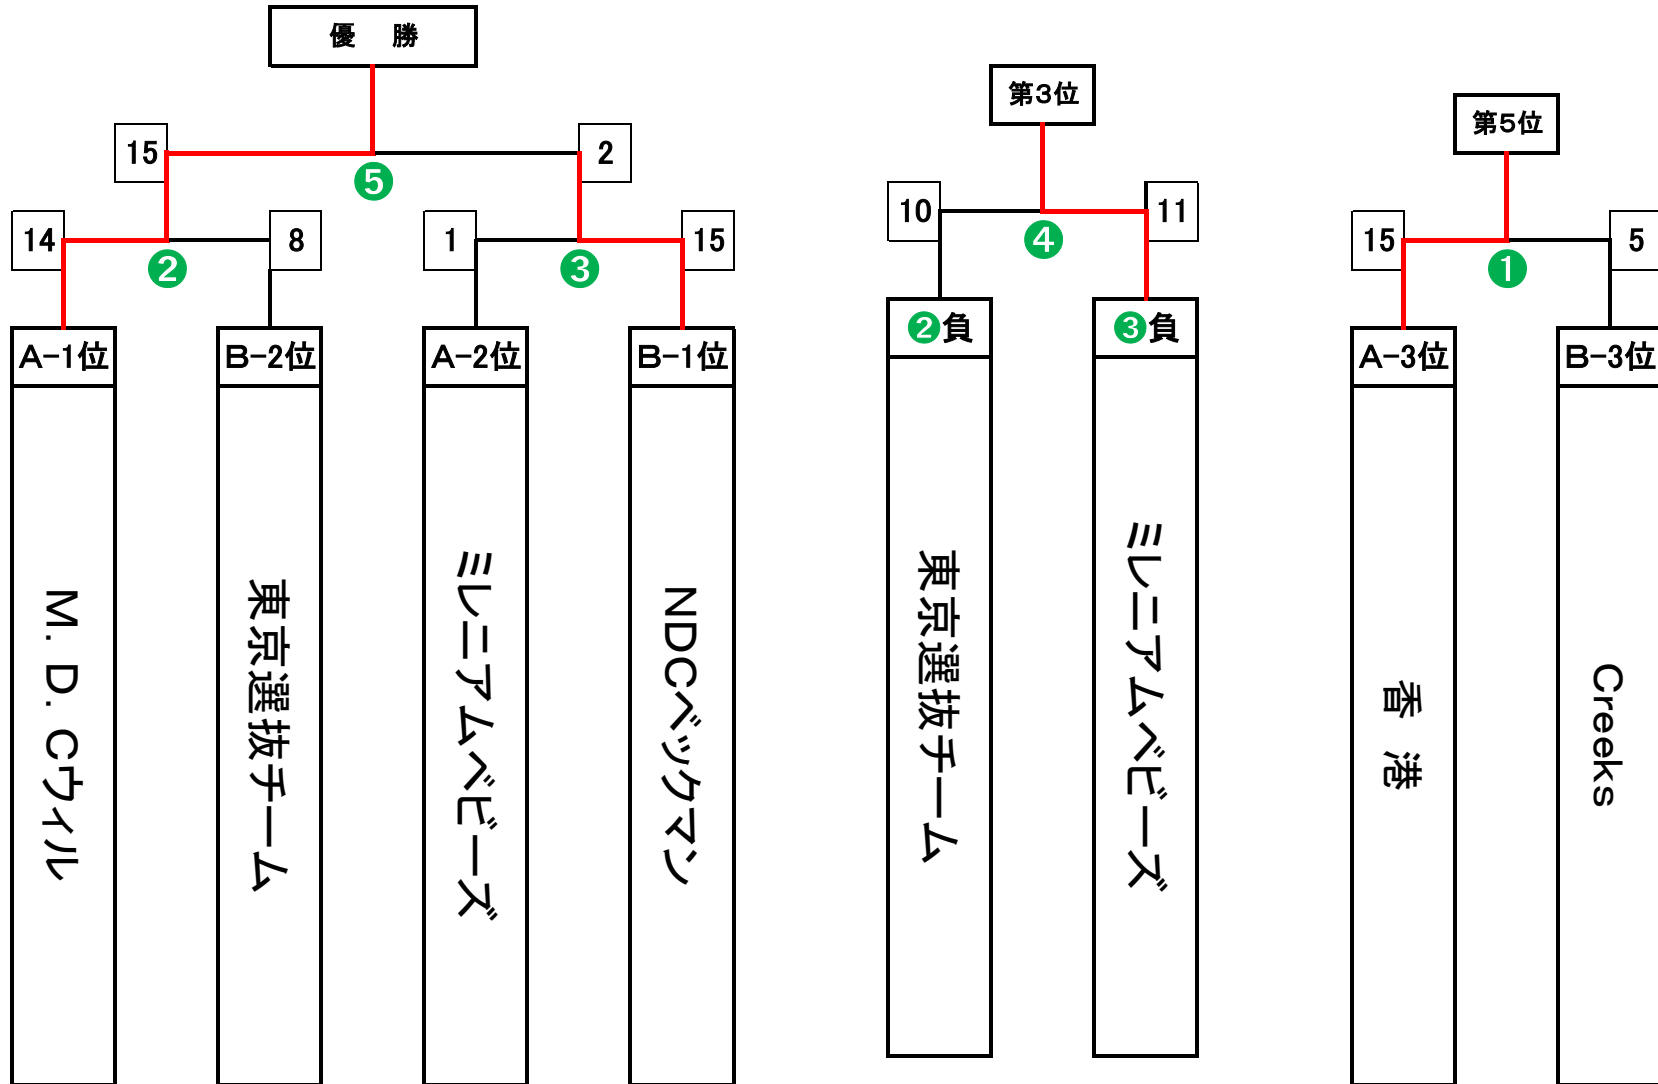 優 勝
15
2
❺
14
8
1
15
❷
❸
A-1位
B-2位
A-2位
B-1位
M.D.Cウィル
東京選抜チーム
ミレニアムベビーズ
NDCベックマン
第3位
10
11
❹
❷負
❸負
東京選抜チーム
ミレニアムベビーズ
第5位
15
5
❶
A-3位
B-3位
香 港
Creeks